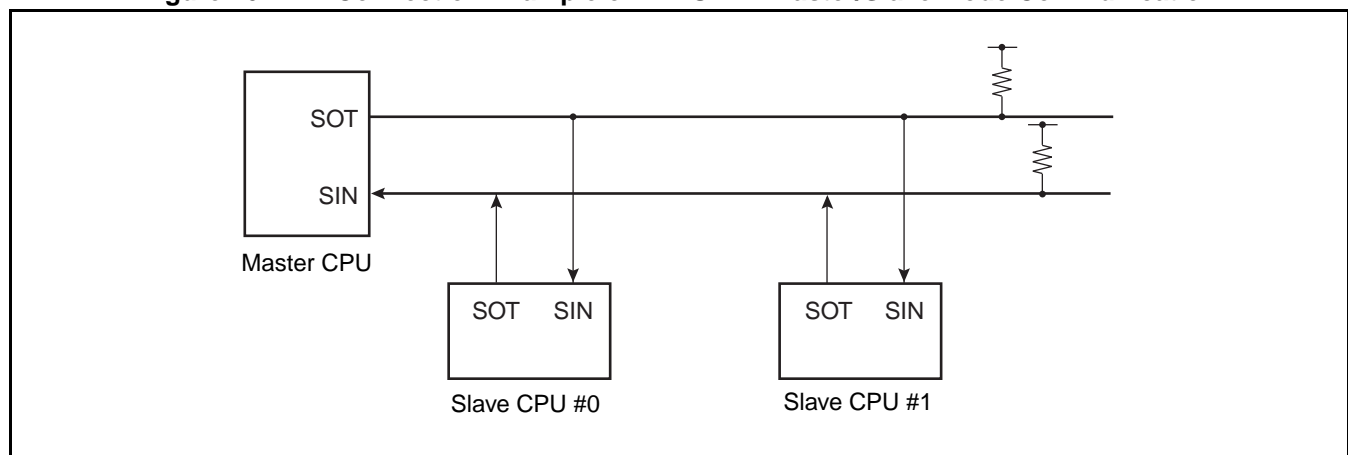 SOT
SIN
Master CPU
SOT SIN
SOT SIN
Slave CPU #0
Slave CPU #1